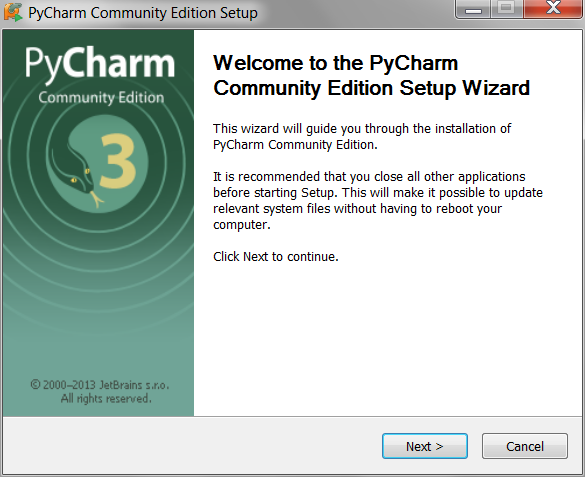 PyCharm Community Edition Setup
PyCharm
Community Edition
3
© 2000–2013 JetBrains s.r.o.
All rights reserved.
Welcome to the PyCharm
Community Edition Setup Wizard
This wizard will guide you through the installation of
PyCharm Community Edition.
It is recommended that you close all other applications
before starting Setup. This will make it possible to update
relevant system files without having to reboot your
computer.
Click Next to continue.
Next >
Cancel